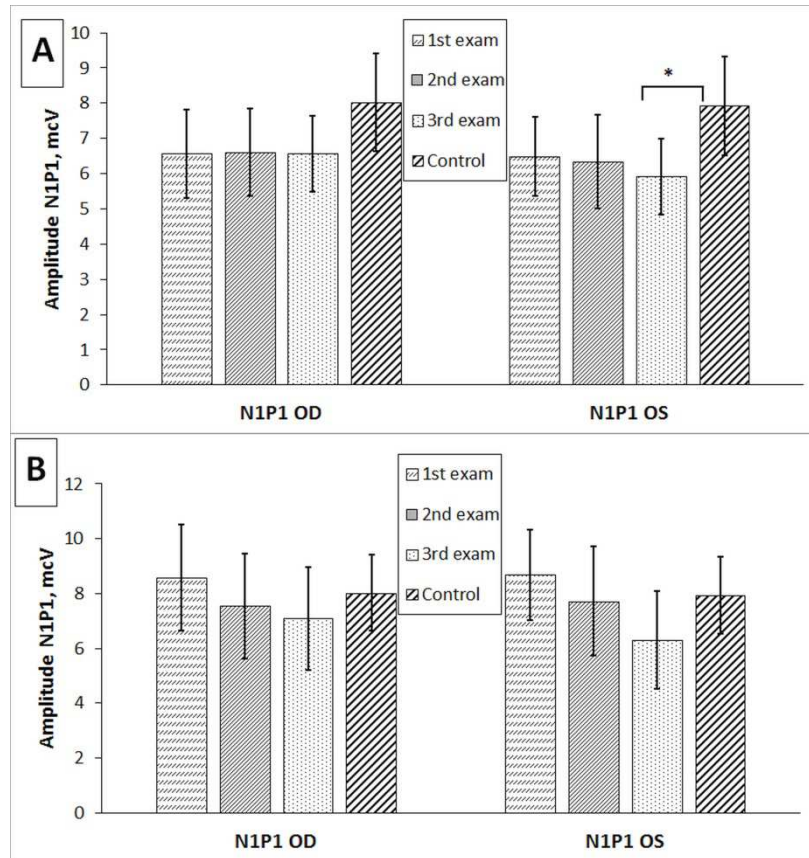 A
Amplitude N1P1, mcV
10
9
8
7
6
5
4
3
2
1
0
1st exam
2nd exam
3rd exam
Control
*
N1P1 OD
N1P1 OS
B
Amplitude N1P1, mcV
12
10
8
6
4
2
0
1st exam
2nd exam
3rd exam
Control
N1P1 OD
N1P1 OS